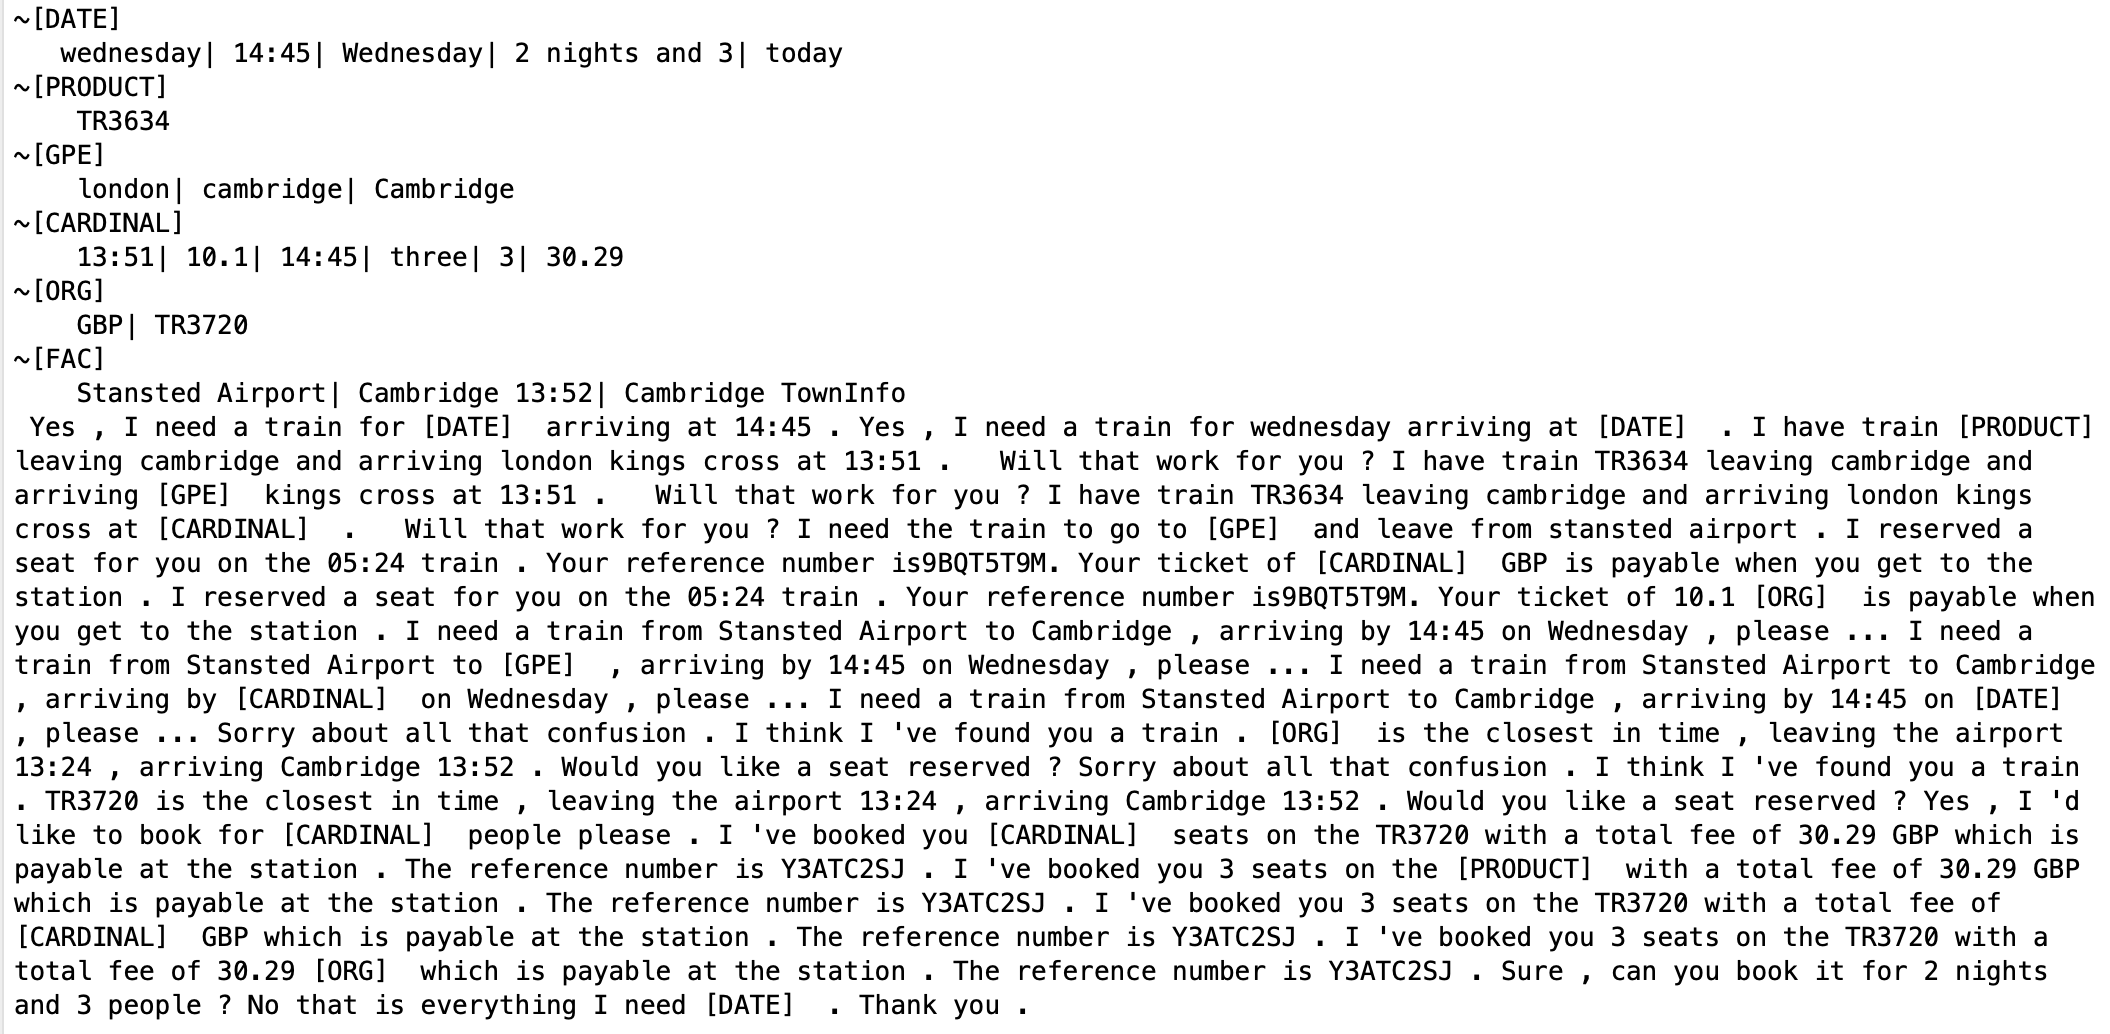 ~[DATE]
wednesday| 14:45| Wednesday| 2 nights and 3| today
~[PRODUCT]
TR3634
~[GPE]
london| cambridge| Cambridge
~[CARDINAL]
13:51| 10.1| 14:45| three| 3| 30.29
~[ORG]
GBP| TR3720
~[FAC]
Stansted Airport| Cambridge 13:52| Cambridge TownInfo
Yes , I need a train for [DATE]  arriving at 14:45 . Yes , I need a train for wednesday arriving at [DATE]  . I have train [PRODUCT]
leaving cambridge and arriving london kings cross at 13:51 .   Will that work for you ? I have train TR3634 leaving cambridge and
arriving [GPE]  kings cross at 13:51 .   Will that work for you ? I have train TR3634 leaving cambridge and arriving london kings
cross at [CARDINAL]  .   Will that work for you ? I need the train to go to [GPE]  and leave from stansted airport . I reserved a
seat for you on the 05:24 train . Your reference number is9BQT5T9M. Your ticket of [CARDINAL]  GBP is payable when you get to the
station . I reserved a seat for you on the 05:24 train . Your reference number is9BQT5T9M. Your ticket of 10.1 [ORG]  is payable when
you get to the station . I need a train from Stansted Airport to Cambridge , arriving by 14:45 on Wednesday , please ... I need a
train from Stansted Airport to [GPE]  , arriving by 14:45 on Wednesday , please ... I need a train from Stansted Airport to Cambridge
, arriving by [CARDINAL]  on Wednesday , please ... I need a train from Stansted Airport to Cambridge , arriving by 14:45 on [DATE]
, please ... Sorry about all that confusion . I think I 've found you a train . [ORG]  is the closest in time , leaving the airport
13:24 , arriving Cambridge 13:52 . Would you like a seat reserved ? Sorry about all that confusion . I think I 've found you a train
. TR3720 is the closest in time , leaving the airport 13:24 , arriving Cambridge 13:52 . Would you like a seat reserved ? Yes , I 'd
like to book for [CARDINAL]  people please . I 've booked you [CARDINAL]  seats on the TR3720 with a total fee of 30.29 GBP which is
payable at the station . The reference number is Y3ATC2SJ . I 've booked you 3 seats on the [PRODUCT]  with a total fee of 30.29 GBP
which is payable at the station . The reference number is Y3ATC2SJ . I 've booked you 3 seats on the TR3720 with a total fee of
[CARDINAL]  GBP which is payable at the station . The reference number is Y3ATC2SJ . I 've booked you 3 seats on the TR3720 with a
total fee of 30.29 [ORG]  which is payable at the station . The reference number is Y3ATC2SJ . Sure , can you book it for 2 nights
and 3 people ? No that is everything I need [DATE]  . Thank you .